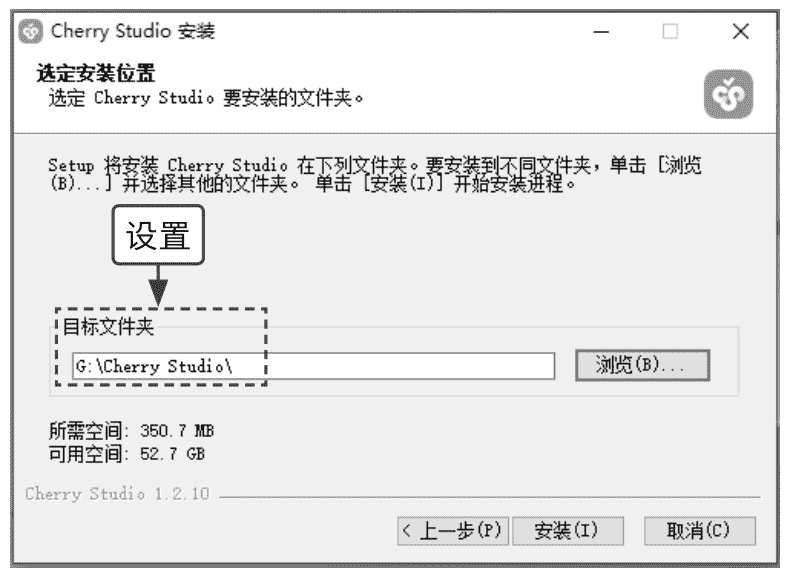 Cherry Studio 安装
选定安装位置
选定 Cherry Studio 要安装的文件夹。
Setup 将安装 Cherry Studio 在下列文件夹。要安装到不同文件夹，单击 [浏览
(B)...] 并选择其他的文件夹。 单击 [安装(I)] 开始安装进程。
设置
目标文件夹
G:\Cherry Studio\
浏览(B)...
所需空间: 350.7 MB
可用空间: 52.7 GB
Cherry Studio 1.2.10
< 上一步(P)
安装(I)
取消(C)